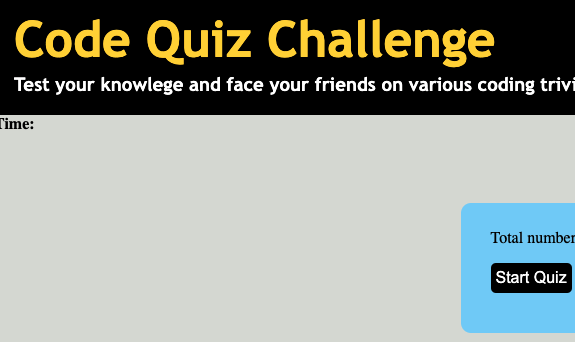 Code Quiz Challenge
Test your knowlege and face your friends on various coding trivi
Time:
Total number
Start Quiz